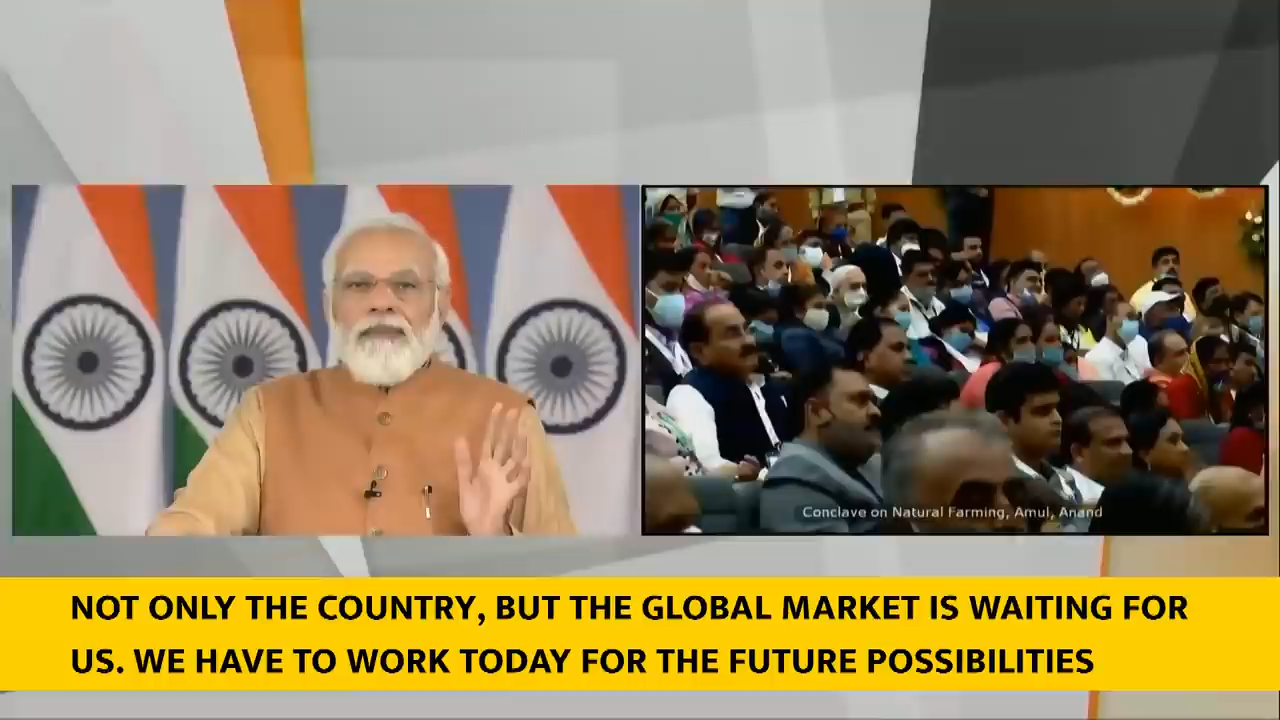 Conclave on Natural Farming, Amul, Anand
NOT ONLY THE COUNTRY, BUT THE GLOBAL MARKET IS WAITING FOR
US. WE HAVE TO WORK TODAY FOR THE FUTURE POSSIBILITIES